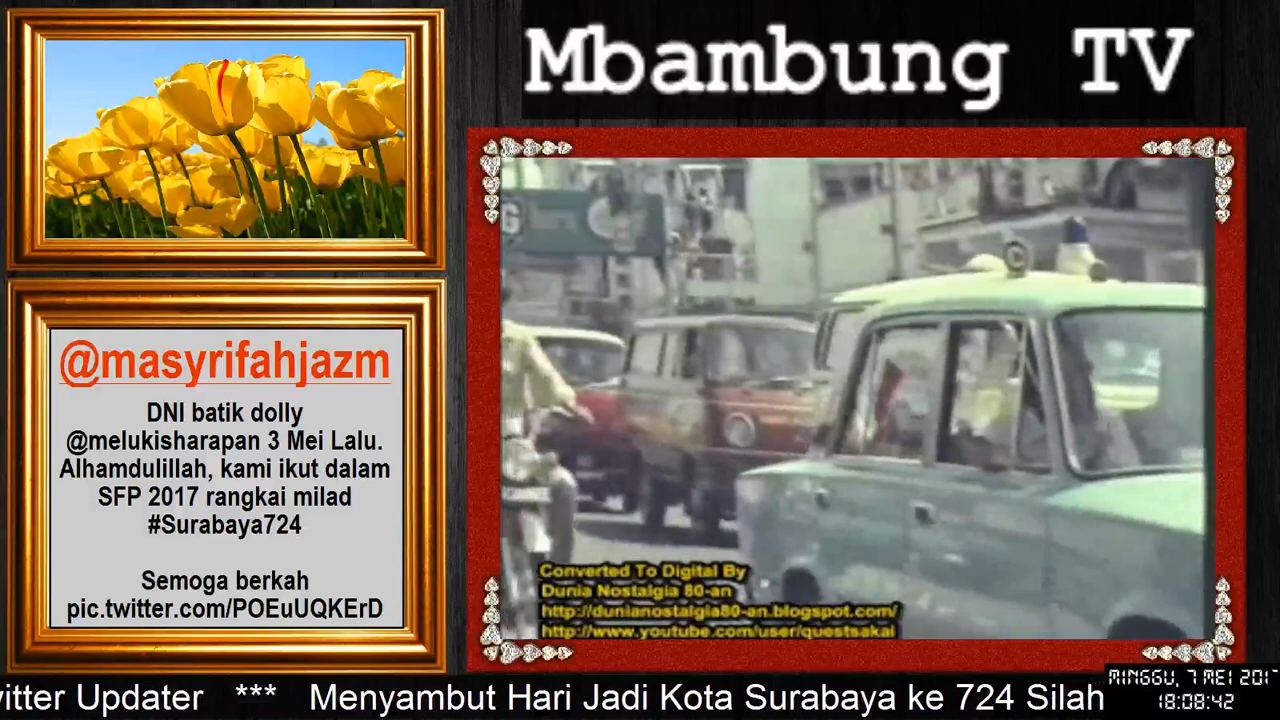 Mbambung TV
@masyrifahjazm
DNI batik dolly
@melukisharapan 3 Mei Lalu.
Alhamdulillah, kami ikut dalam
SFP 2017 rangkai milad
#Surabaya724
Semoga berkah
pic.twitter.com/POEuUQKErD
G
Converted To Digital By
Dunia Nostalgia 80-an
http://dunianostalgia80-an.blogspot.com/
http://www.youtube.com/user/questsakai
vitter Updater *** Menyambut Hari Jadi Kota Surabaya ke 724 Silah
MINGGU, 7 MEI 2017
18:08:42